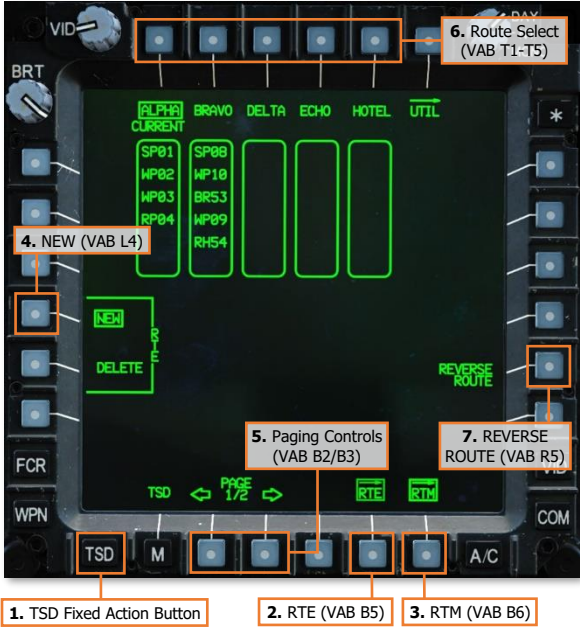 6. Route Select
(VAB T1-T5)
VID
DAY
BRT
*
ALPHA BRAVO DELTA ECHO HOTEL UTIL
CURRENT
SP01 SP08
WP02 WP10
WP03 BR53
RP04 WP09
RH54
4. NEW (VAB L4)
NEW
RTE
DELETE
REVERSE
ROUTE
5. Paging Controls
(VAB B2/B3)
7. REVERSE
ROUTE (VAB R5)
FCR
VID
WPN
COM
TSD
PAGE
1/2
RTE
RTM
TSD
M
A/C
1. TSD Fixed Action Button
2. RTE (VAB B5)
3. RTM (VAB B6)